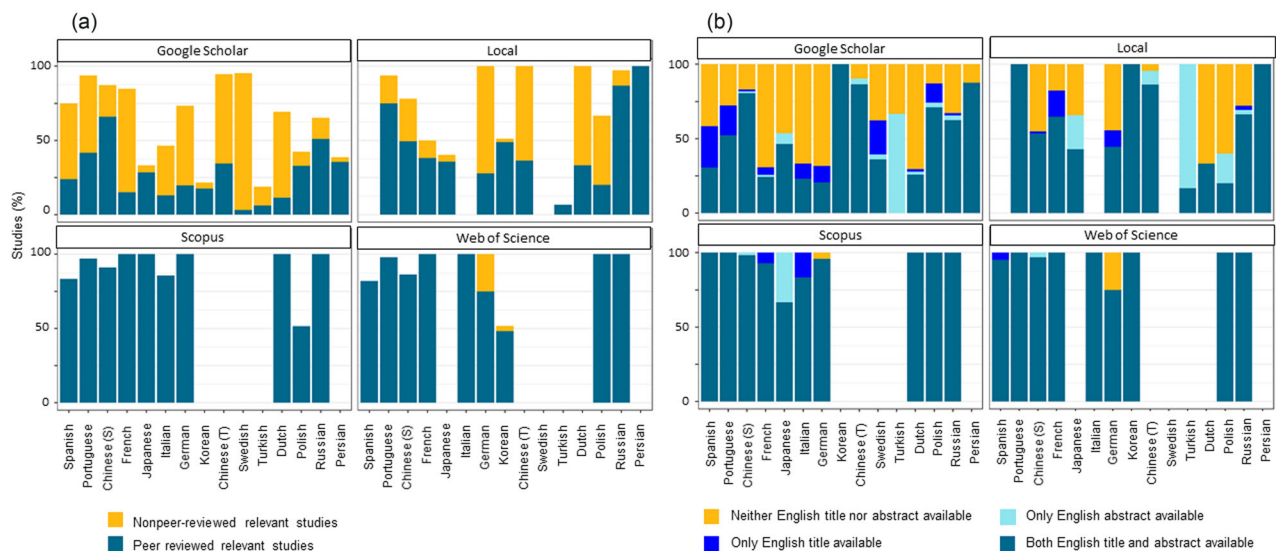 (a)
Google Scholar
Local
100
50
0
Scopus
Web of Science
100
50
0
Studies (%)
Spanish
Portuguese
Chinese (S)
French
Japanese
Italian
German
Korean
Chinese (T)
Swedish
Turkish
Dutch
Polish
Russian
Persian
Spanish
Portuguese
Chinese (S)
French
Japanese
Italian
German
Korean
Chinese (T)
Swedish
Turkish
Dutch
Polish
Russian
Persian
Nonpeer-reviewed relevant studies
Peer reviewed relevant studies
(b)
Google Scholar
Local
100
50
0
Scopus
Web of Science
100
50
0
Spanish
Portuguese
Chinese (S)
French
Japanese
Italian
German
Korean
Chinese (T)
Swedish
Turkish
Dutch
Polish
Russian
Persian
Spanish
Portuguese
Chinese (S)
French
Japanese
Italian
German
Korean
Chinese (T)
Swedish
Turkish
Dutch
Polish
Russian
Persian
Neither English title nor abstract available
Only English abstract available
Only English title available
Both English title and abstract available